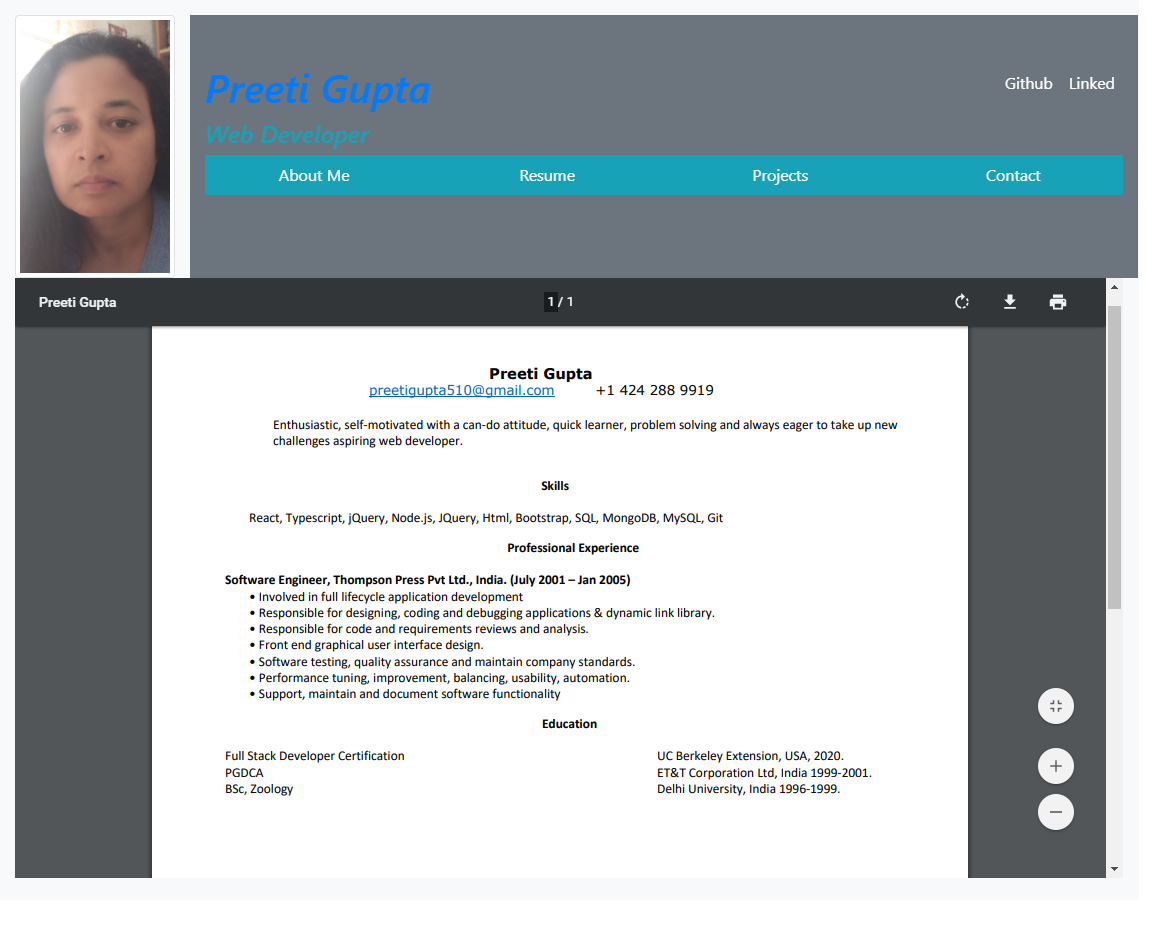 Preeti Gupta
Github Linked
Web Developer
About Me Resume Projects Contact
Preeti Gupta 1 / 1
Preeti Gupta
preetigupta510@gmail.com +1 424 288 9919
Enthusiastic, self-motivated with a can-do attitude, quick learner, problem solving and always eager to take up new
challenges aspiring web developer.
Skills
React, Typescript, jQuery, Node.js, JQuery, Html, Bootstrap, SQL, MongoDB, MySQL, Git
Professional Experience
Software Engineer, Thompson Press Pvt Ltd., India. (July 2001 – Jan 2005)
• Involved in full lifecycle application development
• Responsible for designing, coding and debugging applications & dynamic link library.
• Responsible for code and requirements reviews and analysis.
• Front end graphical user interface design.
• Software testing, quality assurance and maintain company standards.
• Performance tuning, improvement, balancing, usability, automation.
• Support, maintain and document software functionality
Education
Full Stack Developer Certification UC Berkeley Extension, USA, 2020.
PGDCA ET&T Corporation Ltd, India 1999-2001.
BSc, Zoology Delhi University, India 1996-1999.